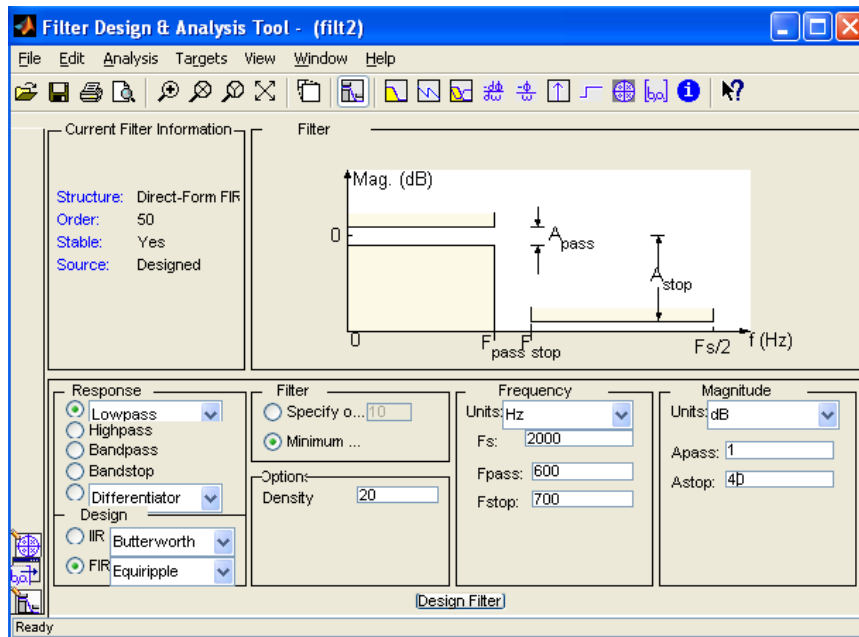 Filter Design & Analysis Tool - (filt2)
File Edit Analysis Targets View Window Help
Current Filter Information
Structure: Direct-Form FIR
Order: 50
Stable: Yes
Source: Designed
Filter
Mag. (dB)
0
A pass
A stop
0 F pass F stop Fs/2 f (Hz)
Response
Lowpass
Highpass
Bandpass
Bandstop
Differentiator
Design
IIR Butterworth
FIR Equiripple
Filter
Specify o... 10
Minimum ...
Options
Density 20
Frequency
Units: Hz
Fs: 2000
Fpass: 600
Fstop: 700
Magnitude
Units: dB
Apass: 1
Astop: 40
Design Filter
Ready